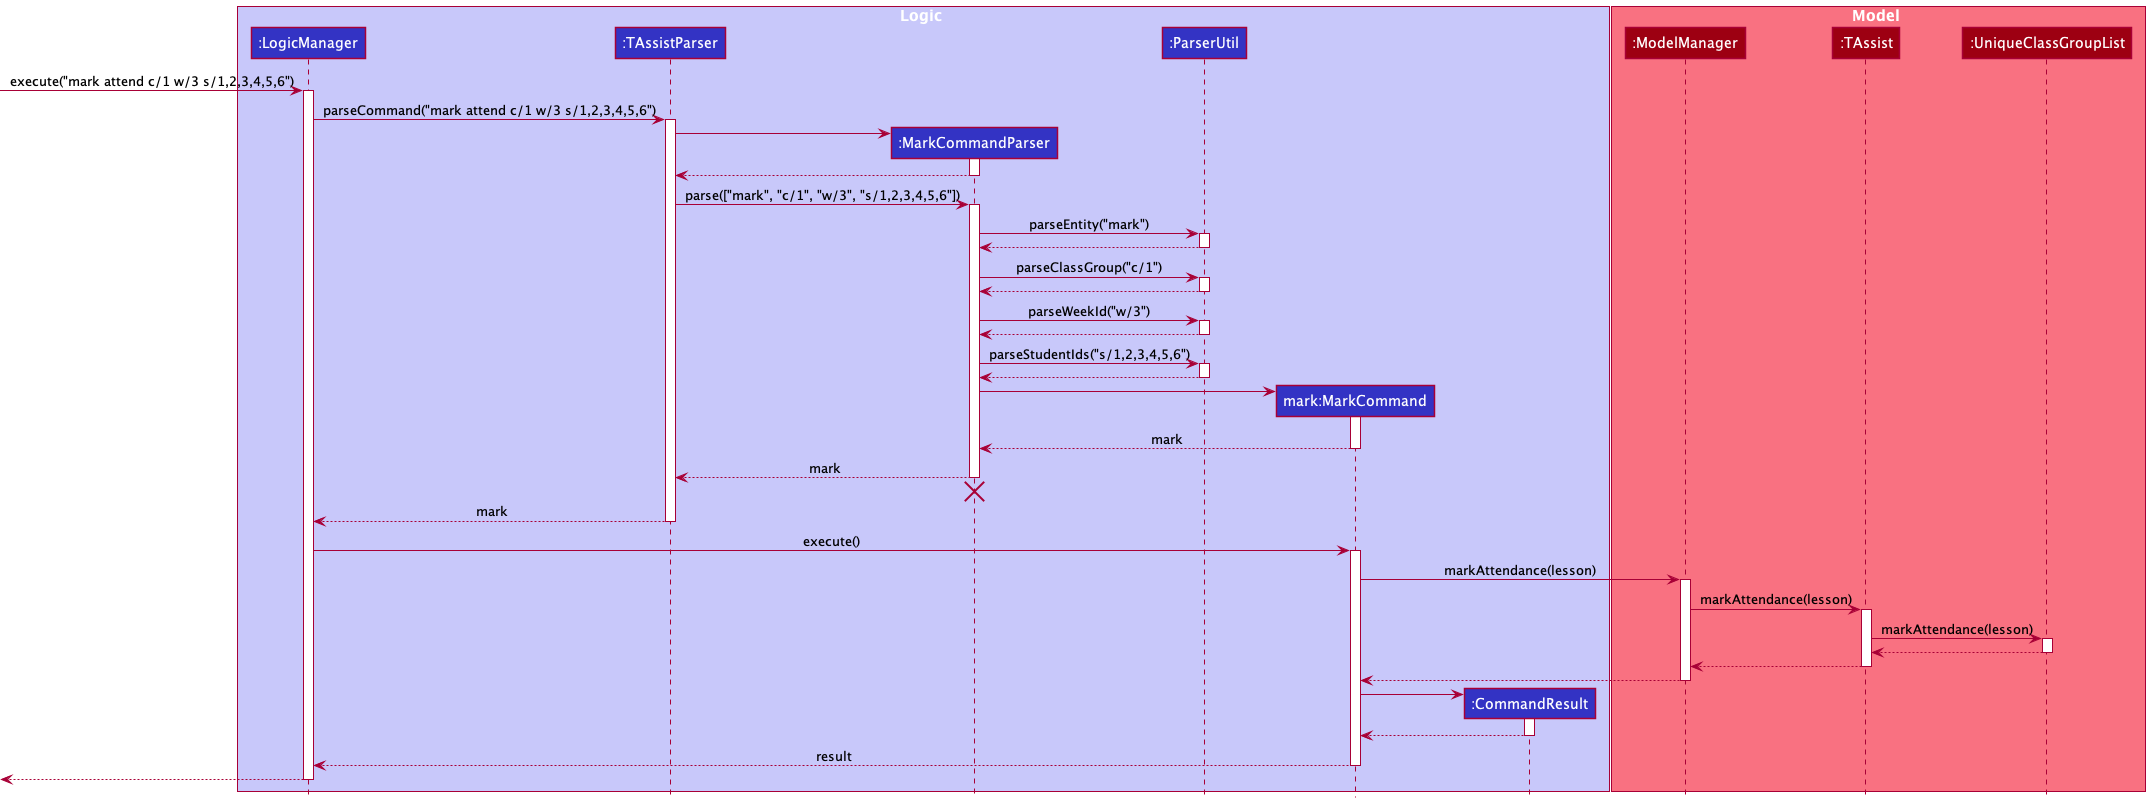 Logic
Model
:LogicManager
:TAssistParser
:ParserUtil
:ModelManager
:TAssist
:UniqueClassGroupList
execute("mark attend c/1 w/3 s/1,2,3,4,5,6")
parseCommand("mark attend c/1 w/3 s/1,2,3,4,5,6")
:MarkCommandParser
parse(["mark", "c/1", "w/3", "s/1,2,3,4,5,6"])
parseEntity("mark")
parseClassGroup("c/1")
parseWeekId("w/3")
parseStudentIds("s/1,2,3,4,5,6")
mark:MarkCommand
mark
mark
mark
execute()
markAttendance(lesson)
markAttendance(lesson)
markAttendance(lesson)
:CommandResult
result